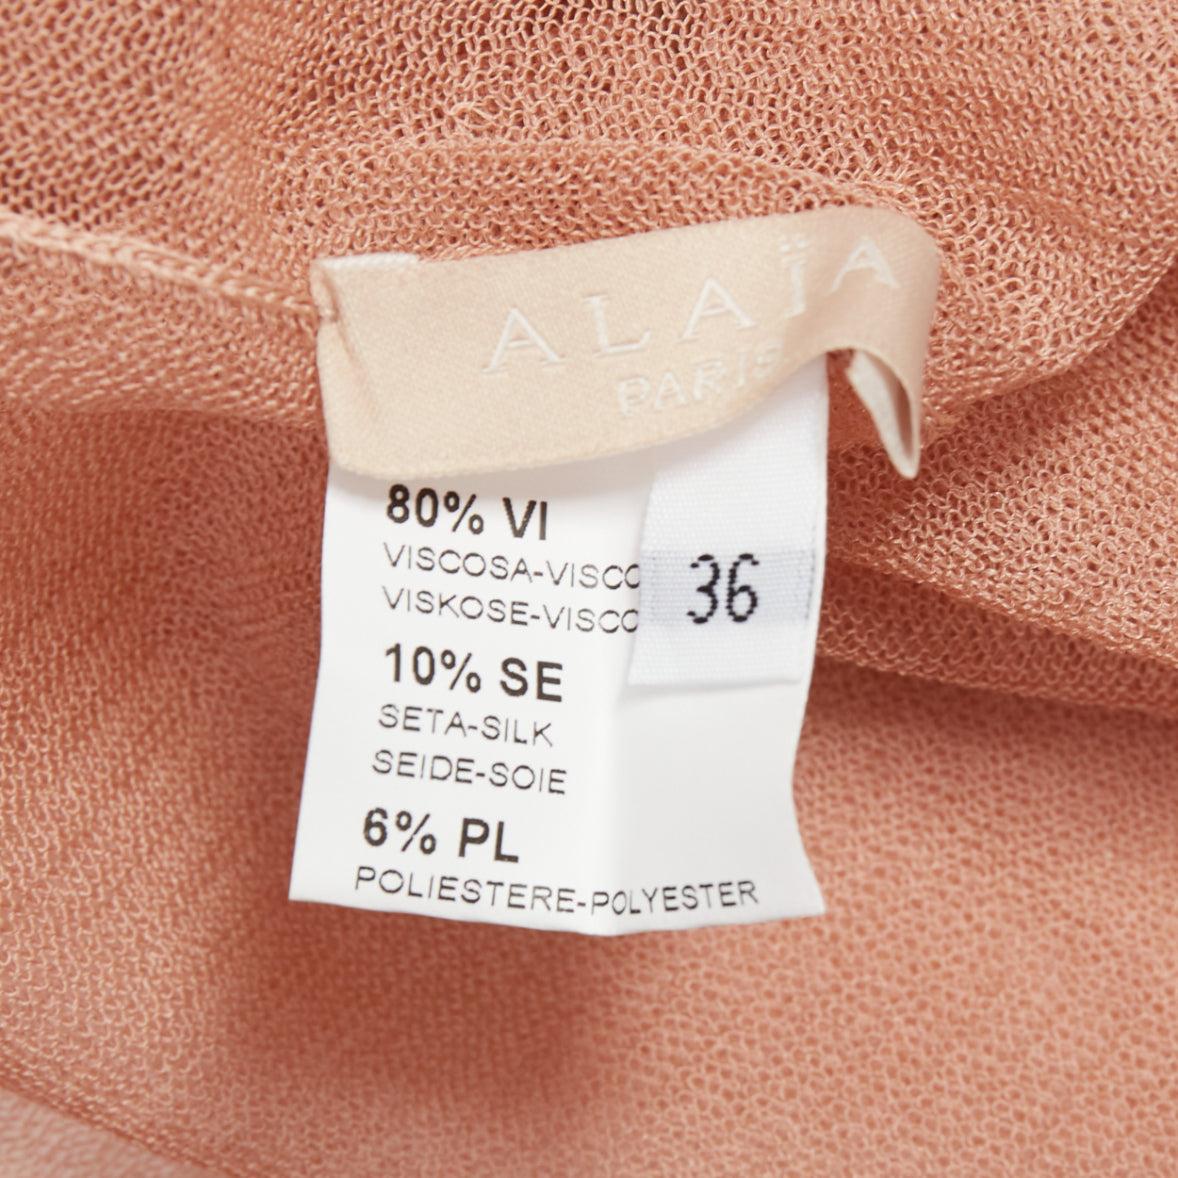 ALAÏA
PARIS
80% VI
VISCOSA-VISCO
VISKOSE-VISCO
36
10% SE
SETA-SILK
SEIDE-SOIE
6% PL
POLIESTERE-POLYESTER